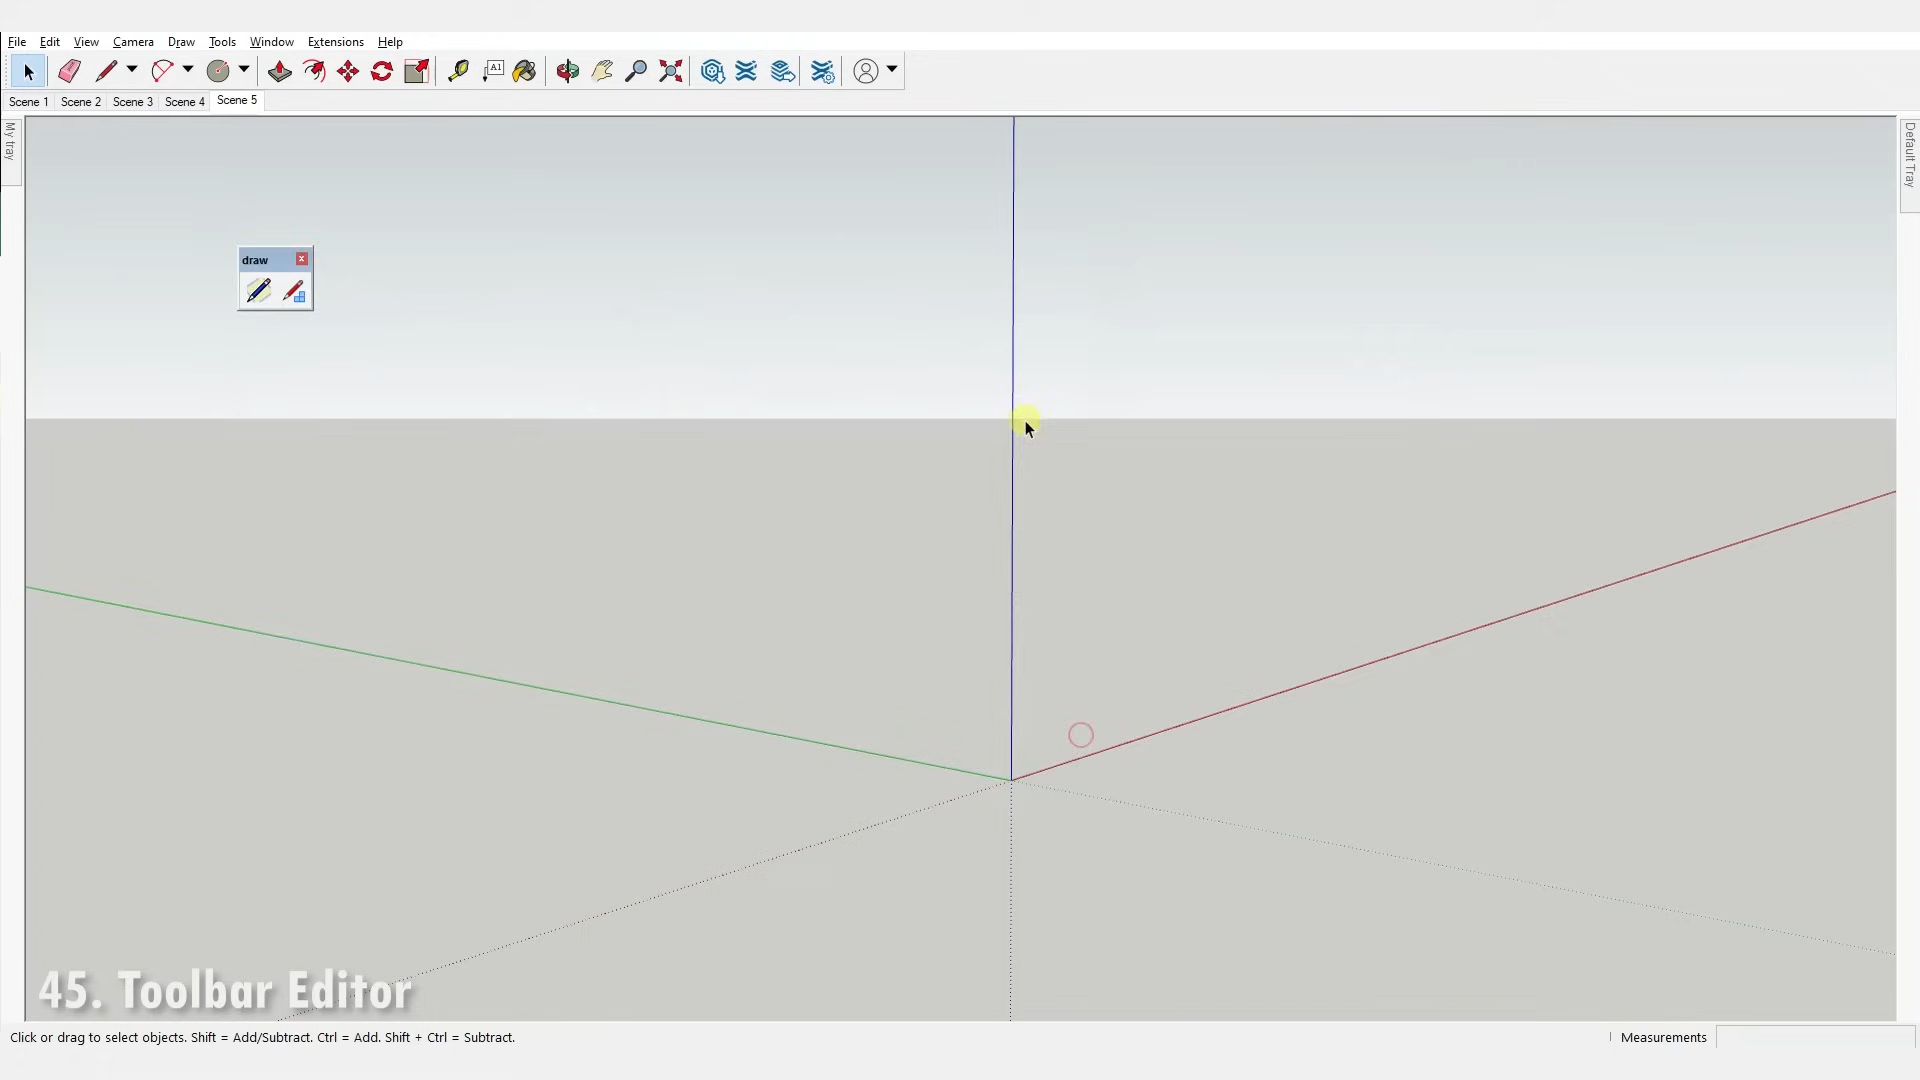 File Edit View Camera Draw Tools Window Extensions Help
A1
Scene 1 Scene 2 Scene 3 Scene 4 Scene 5
My tray
Default Tray
draw
45. Toolbar Editor
Click or drag to select objects. Shift = Add/Subtract. Ctrl = Add. Shift + Ctrl = Subtract.
Measurements